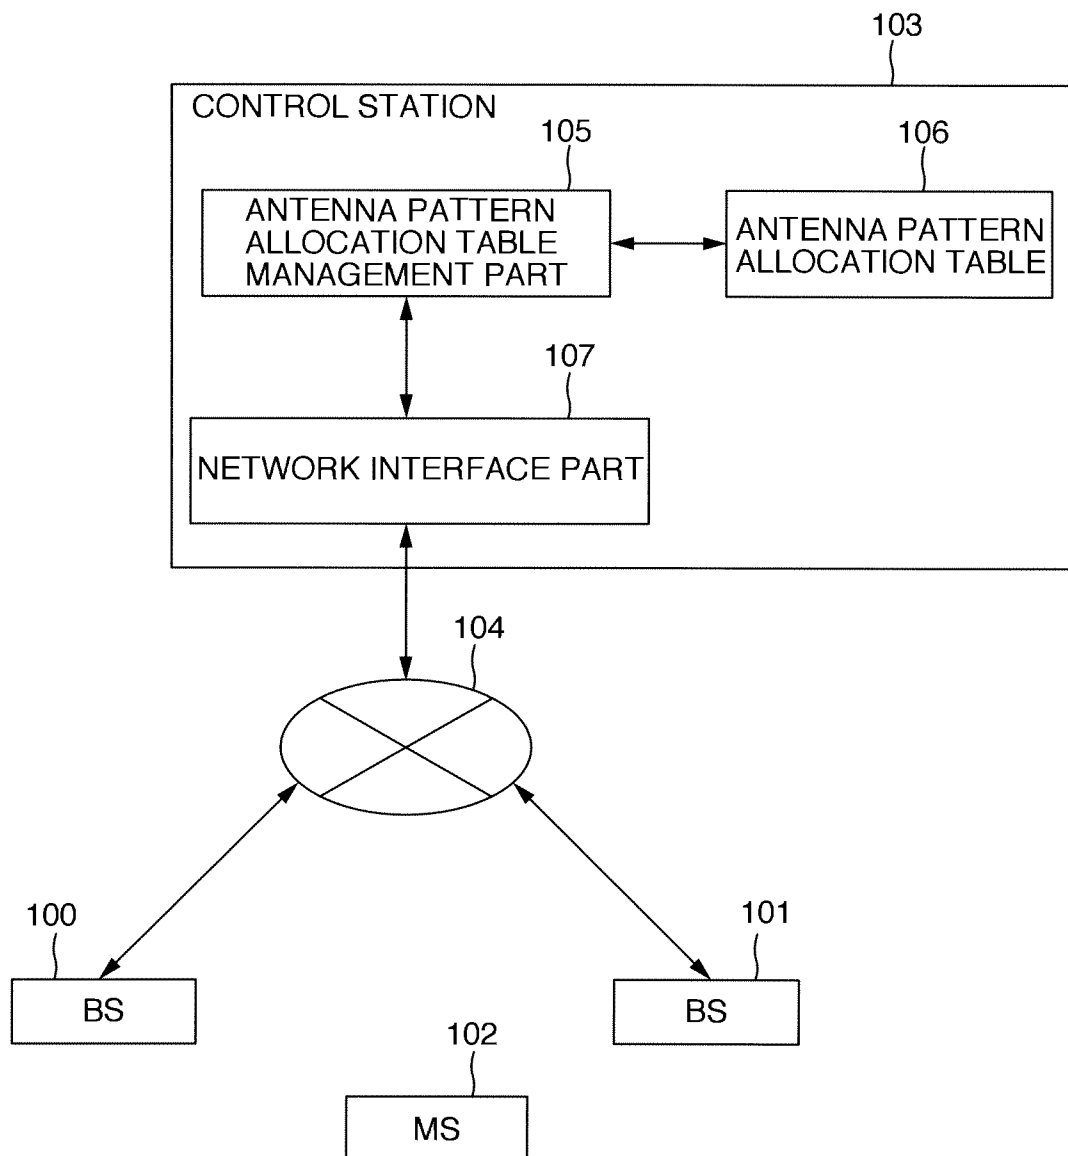 103
CONTROL STATION
105
106
ANTENNA PATTERN
ALLOCATION TABLE
MANAGEMENT PART
ANTENNA PATTERN
ALLOCATION TABLE
107
NETWORK INTERFACE PART
104
100
101
BS
BS
102
MS